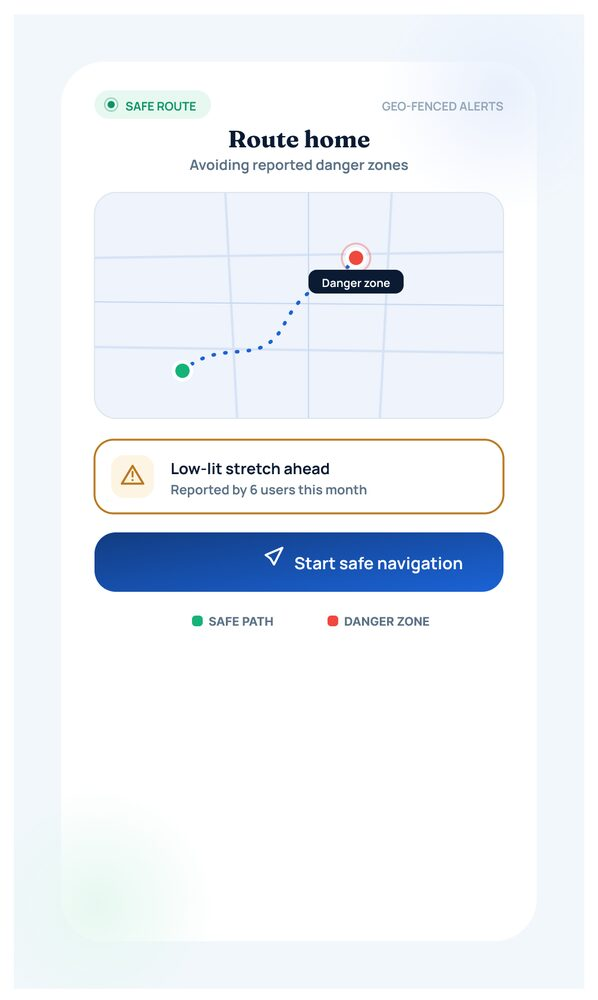 SAFE ROUTE
GEO-FENCED ALERTS
Route home
Avoiding reported danger zones
Danger zone
Low-lit stretch ahead
Reported by 6 users this month
Start safe navigation
SAFE PATH
DANGER ZONE